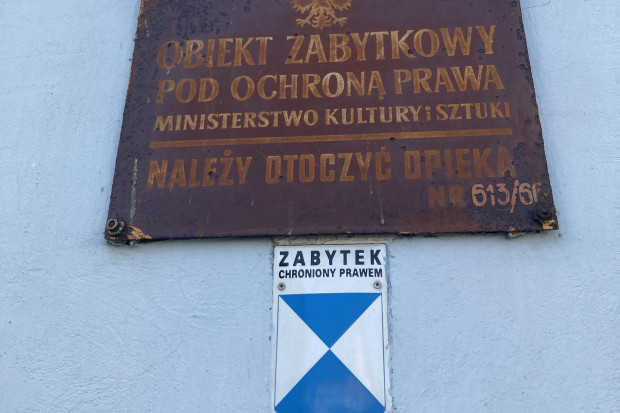 OBIEKT ZABYTKOWY
POD OCHRONĄ PRAWA
MINISTERSTWO KULTURY i SZTUKI
NALEŻY OTOCZYĆ OPIEKĄ
NR 613/66
ZABYTEK
CHRONIONY PRAWEM